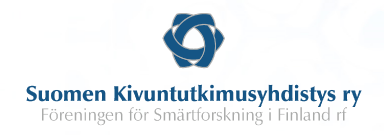 Suomen Kivuntutkimusyhdistys ry
Föreningen för Smärtforskning i Finland rf